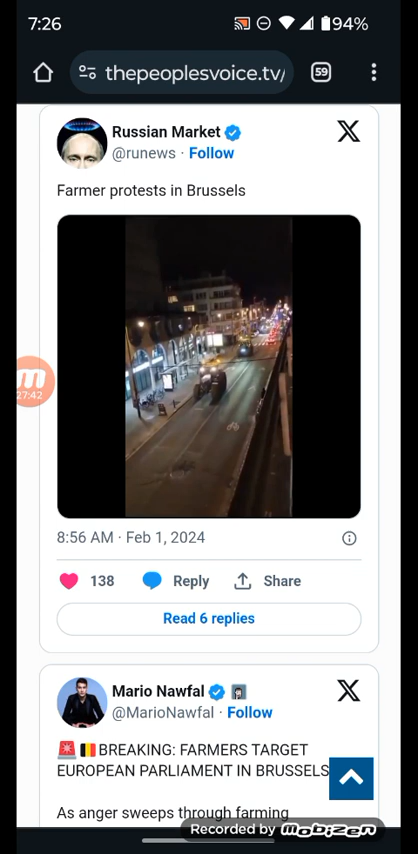 7:26
94%
thepeoplesvoice.tv/
59
Russian Market
@runews · Follow
Farmer protests in Brussels
27:42
8:56 AM · Feb 1, 2024
138
Reply
Share
Read 6 replies
Mario Nawfal
@MarioNawfal · Follow
BREAKING: FARMERS TARGET
EUROPEAN PARLIAMENT IN BRUSSELS
As anger sweeps through farming
Recorded by mobizen